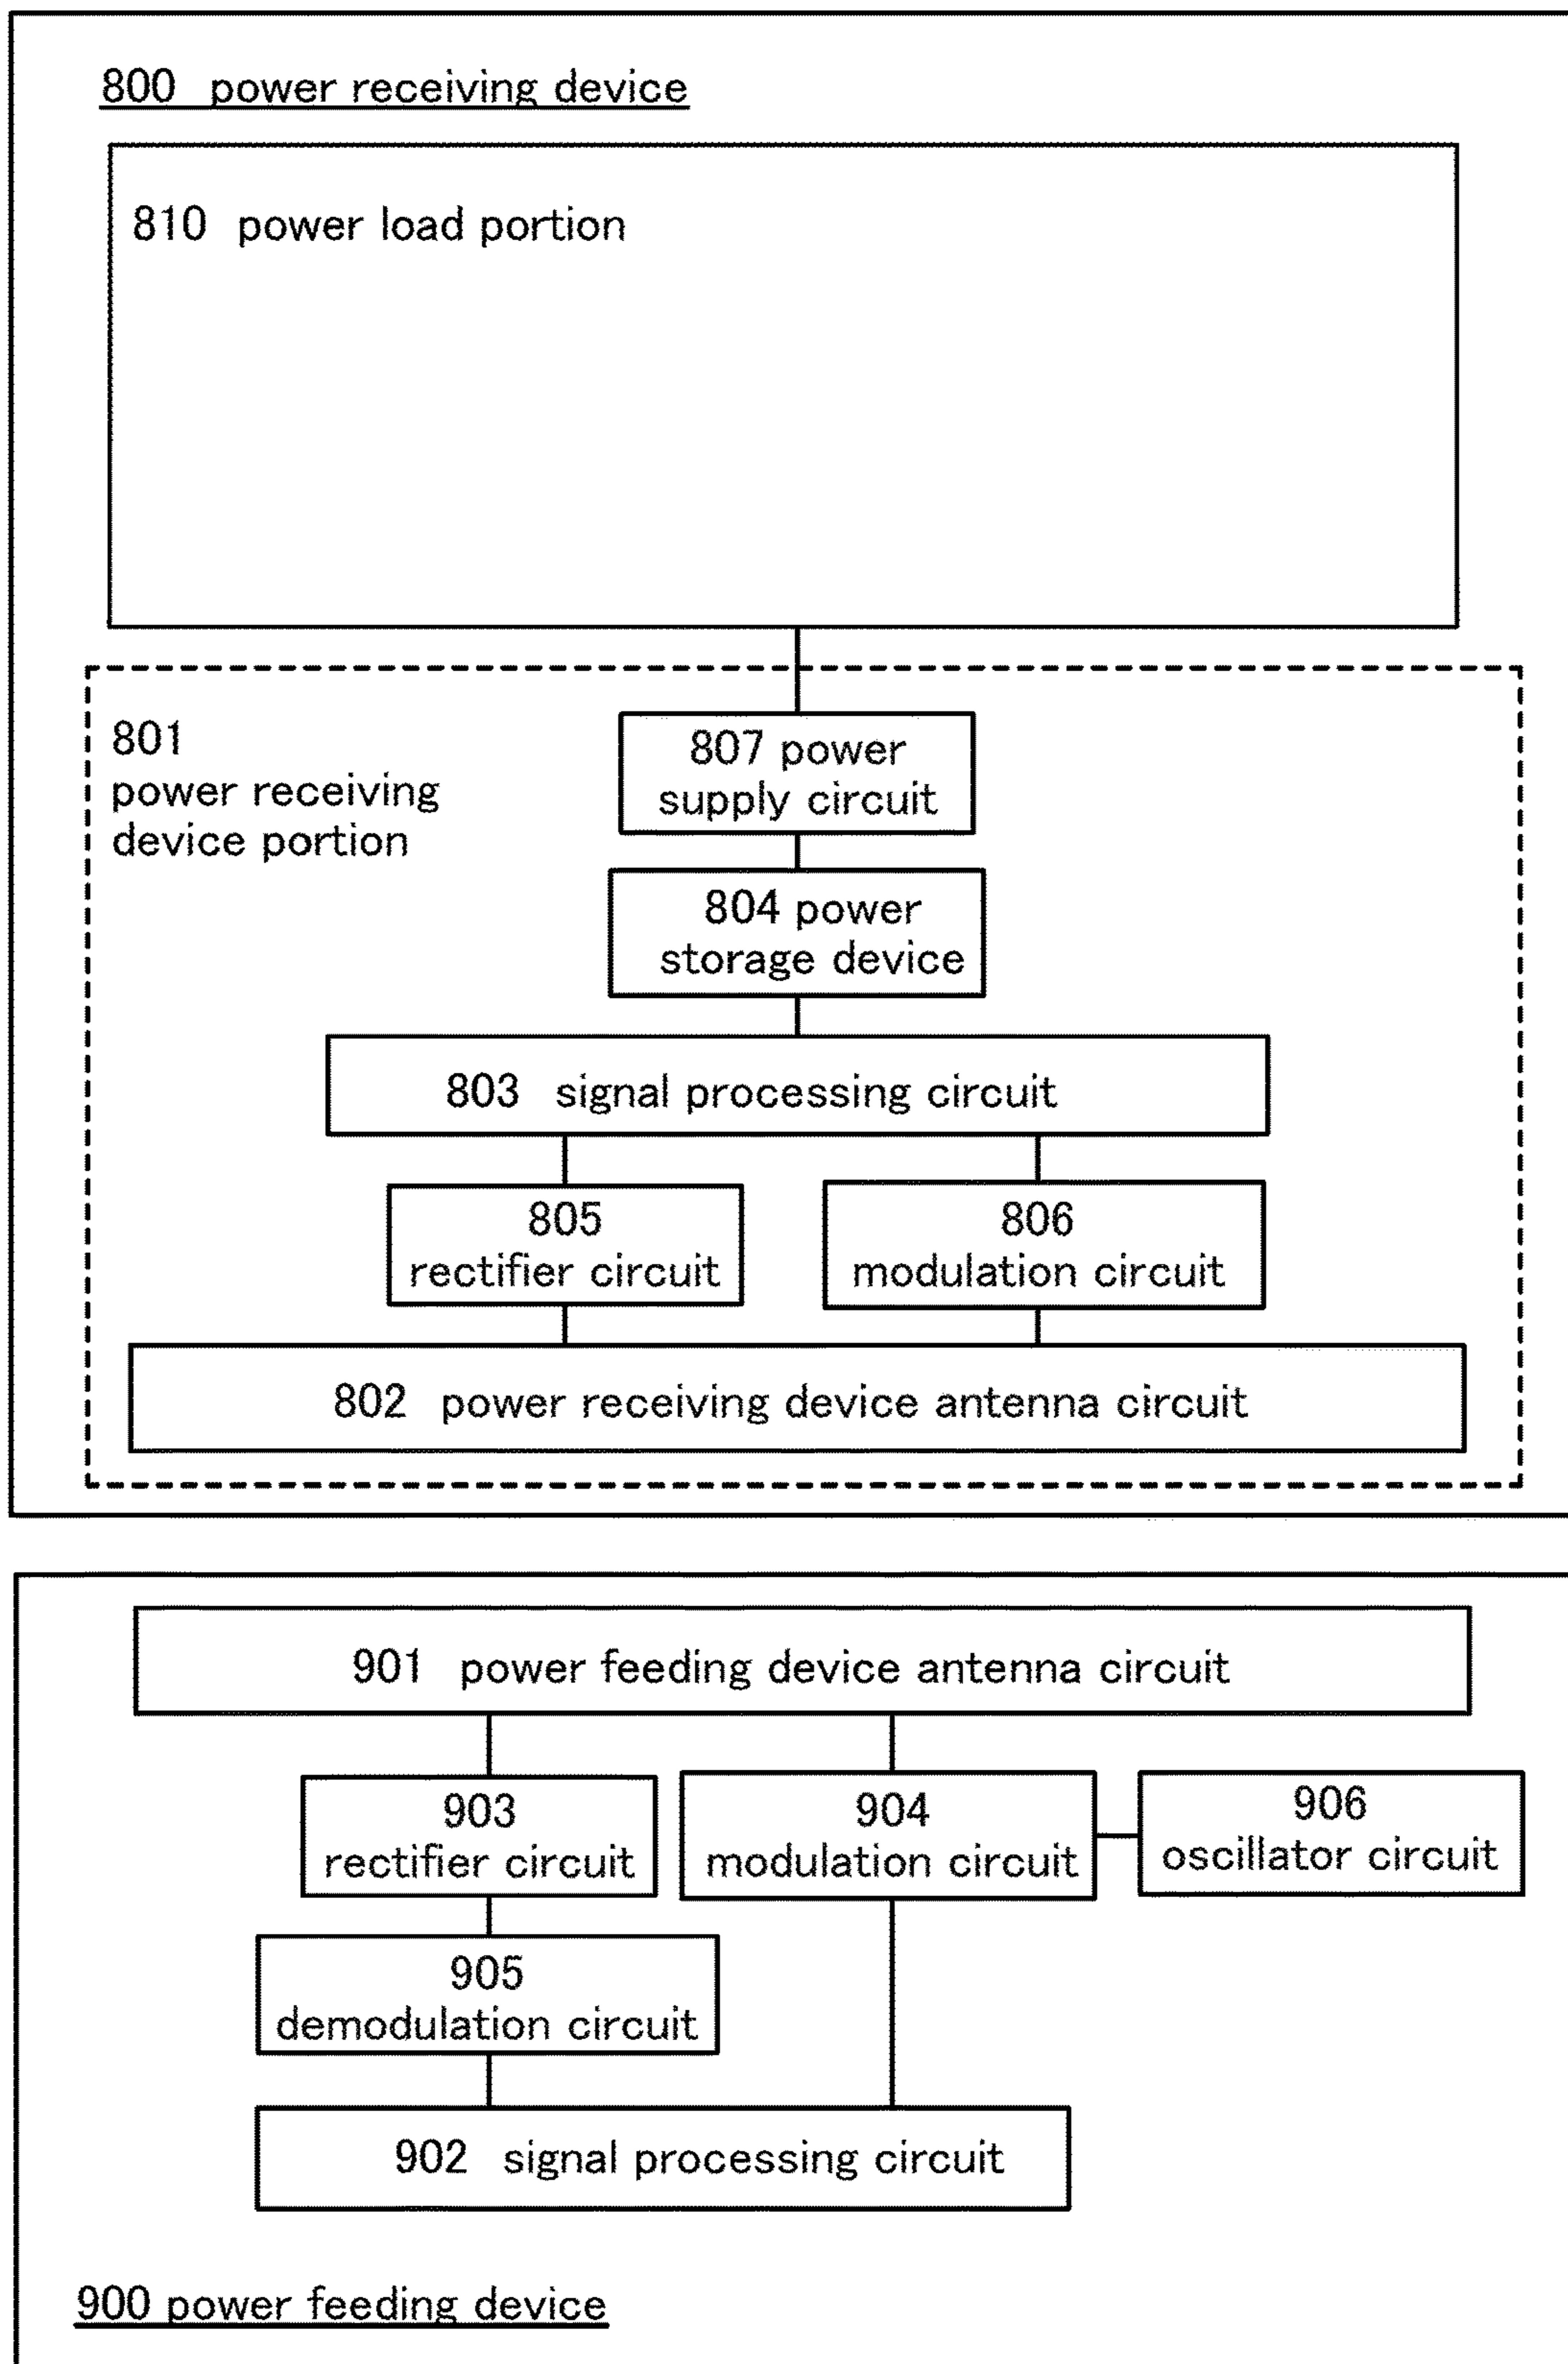 800 power receiving device
810 power load portion
801
power receiving
device portion
807 power
supply circuit
804 power
storage device
803 signal processing circuit
805
rectifier circuit
806
modulation circuit
802 power receiving device antenna circuit
901 power feeding device antenna circuit
903
rectifier circuit
904
modulation circuit
906
oscillator circuit
905
demodulation circuit
902 signal processing circuit
900 power feeding device